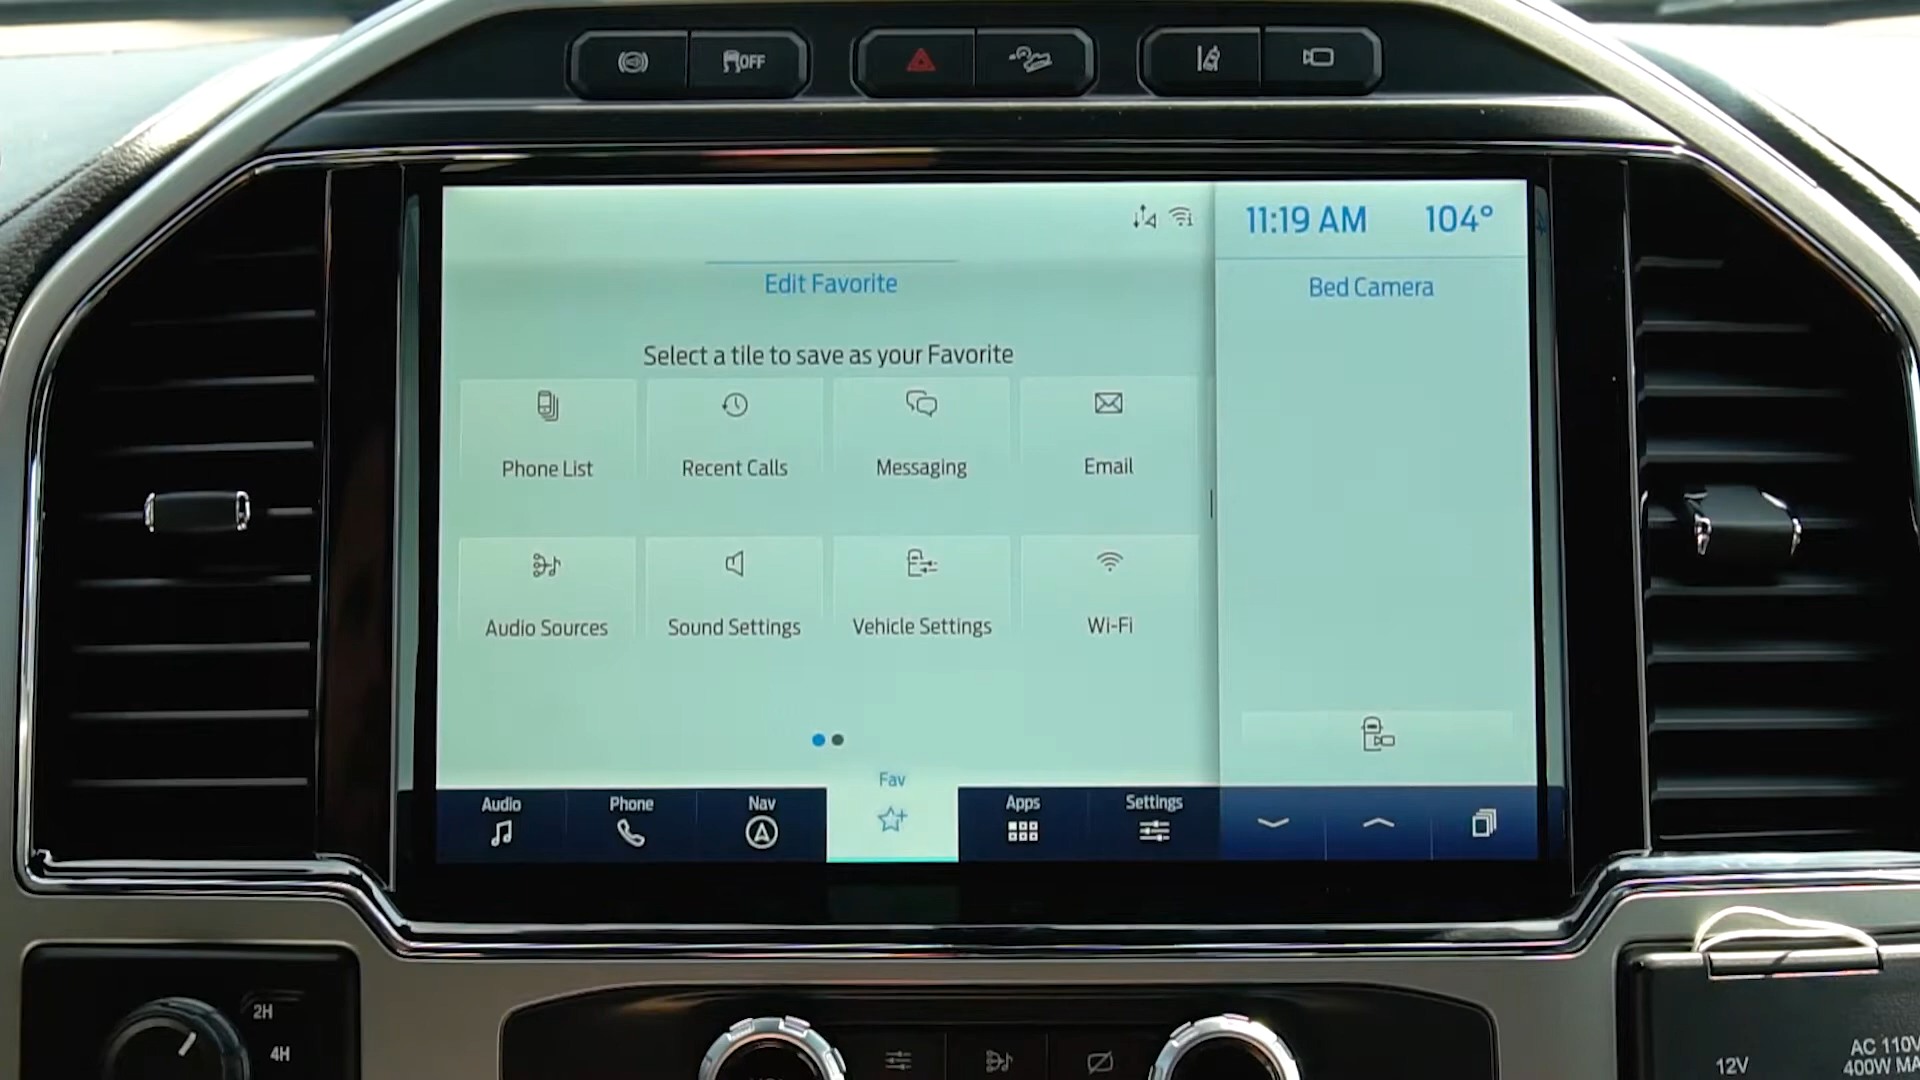 OFF
11:19 AM 104°
Edit Favorite
Bed Camera
Select a tile to save as your Favorite
Phone List
Recent Calls
Messaging
Email
Audio Sources
Sound Settings
Vehicle Settings
Wi-Fi
Audio
Phone
Nav
Fav
Apps
Settings
2H
4H
12V
AC 110V
400W MA